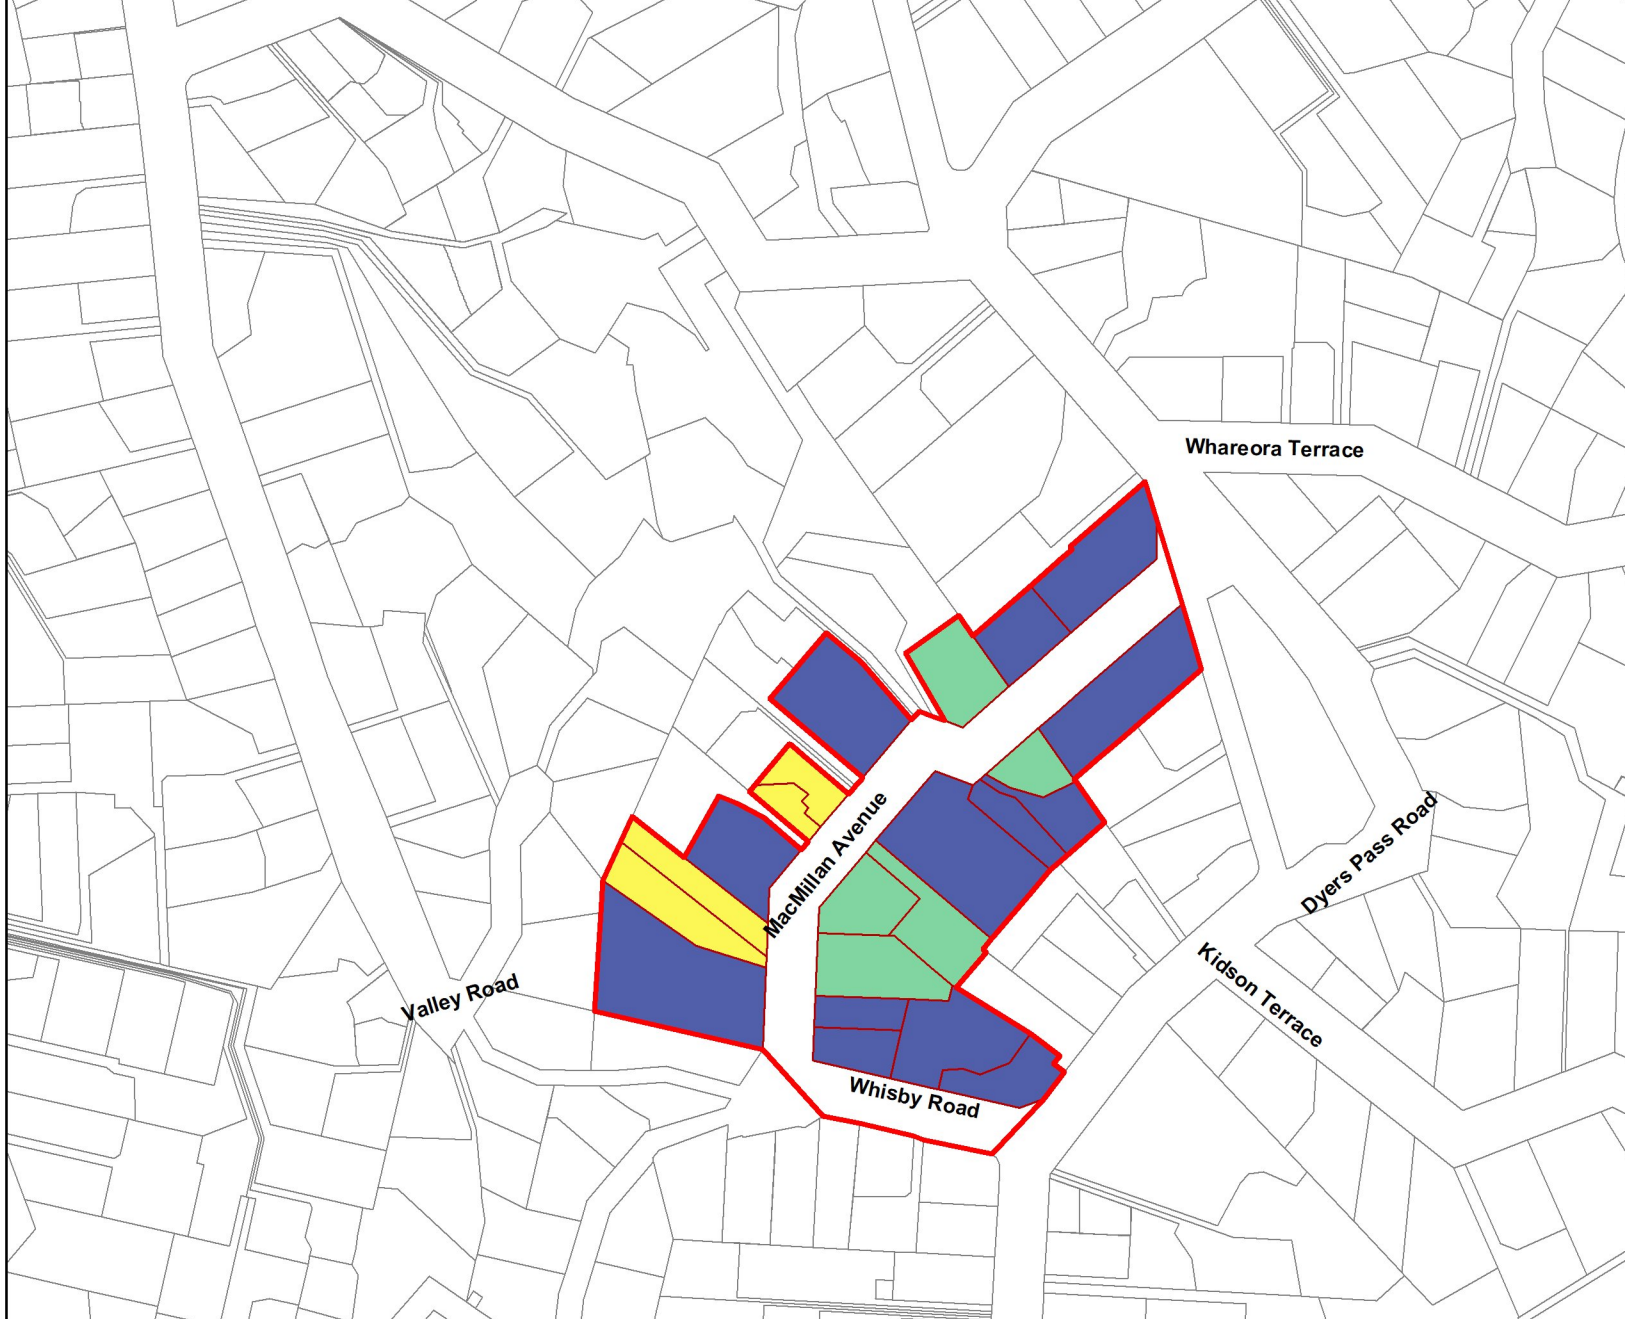 Whareora Terrace
MacMillan Avenue
Dyers Pass Road
Kidson Terrace
Valley Road
Whisby Road